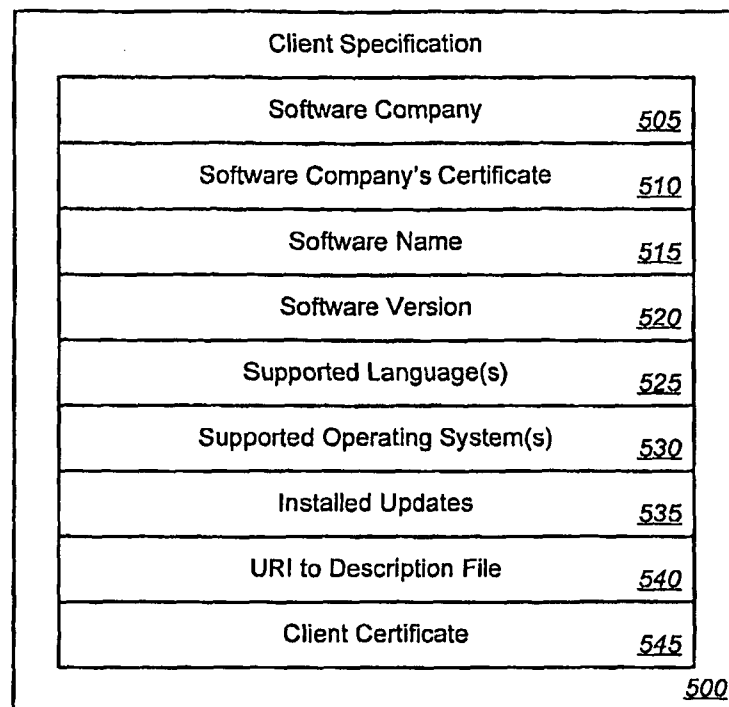 Client Specification
Software Company 505
Software Company's Certificate 510
Software Name 515
Software Version 520
Supported Language(s) 525
Supported Operating System(s) 530
Installed Updates 535
URI to Description File 540
Client Certificate 545
500